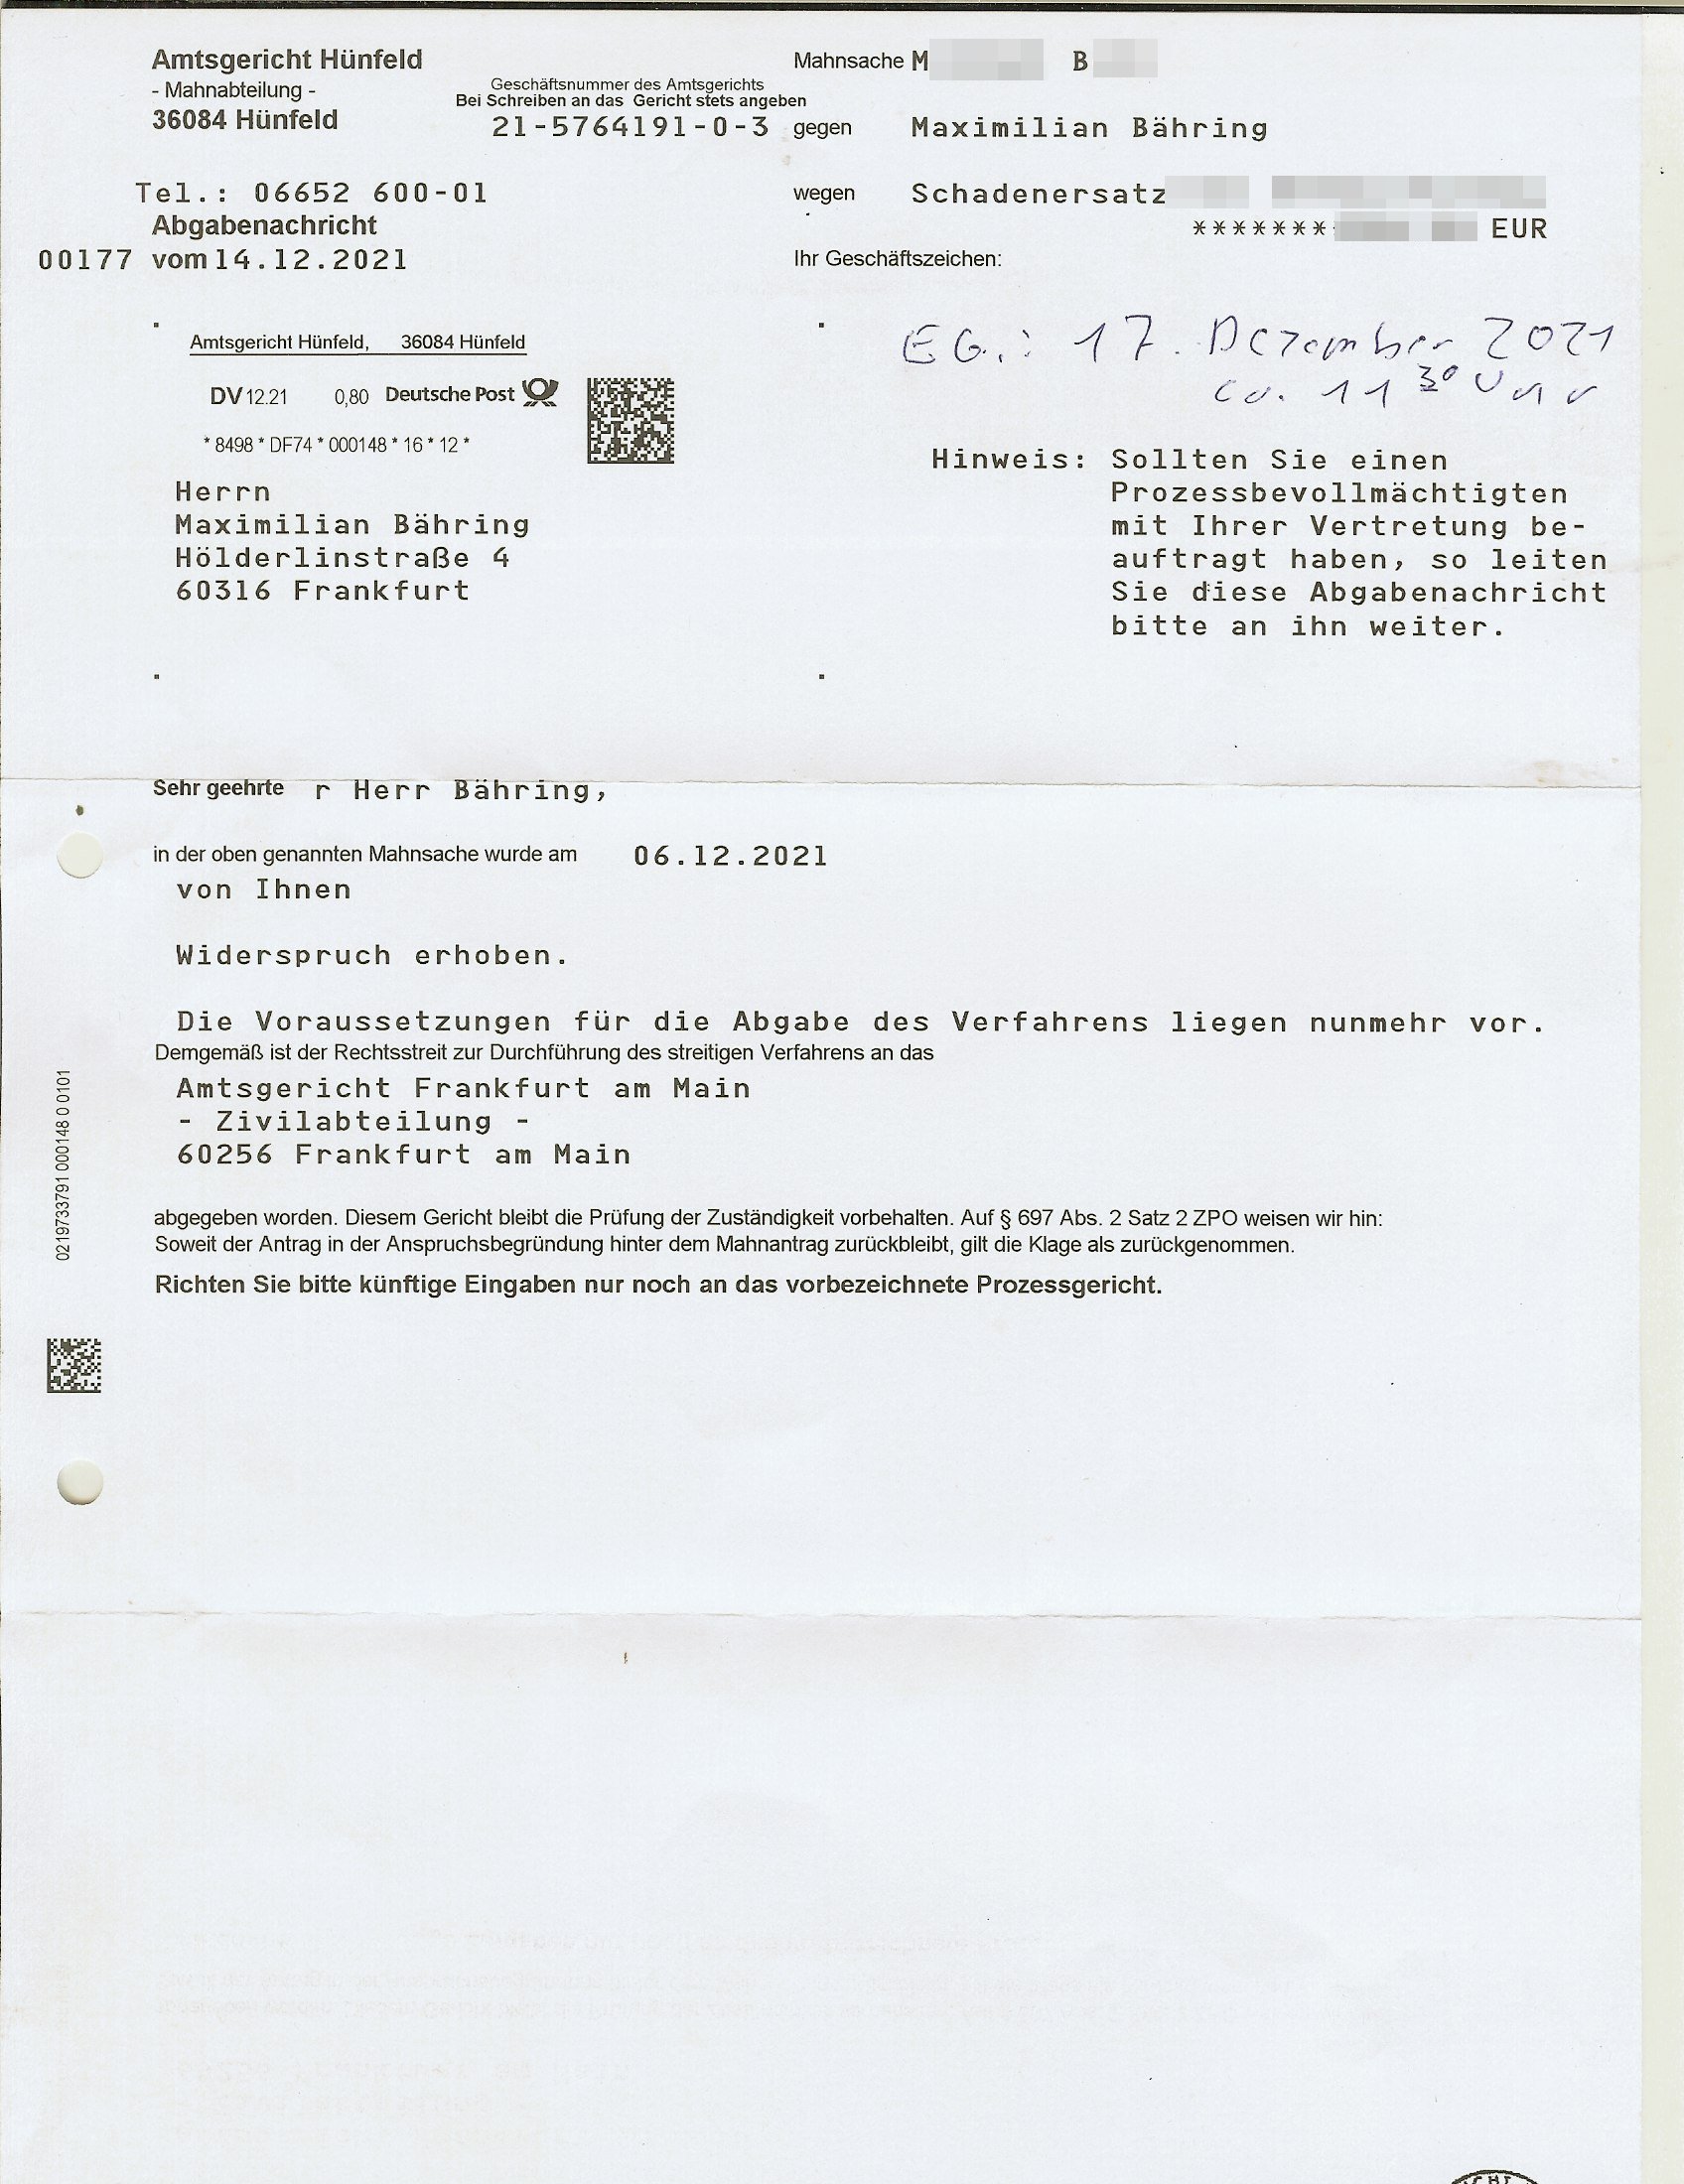 Amtsgericht Hünfeld
- Mahnabteilung -
36084 Hünfeld
Geschäftsnummer des Amtsgerichts
Bei Schreiben an das Gericht stets angeben
21-5764191-0-3
Mahnsache M B
gegen Maximilian Bähring
Tel.: 06652 600-01
wegen Schadenersatz
Abgabenachricht
******* EUR
00177 vom 14.12.2021
Ihr Geschäftszeichen:
EG.: 17. Dezember 2021
ca. 11 30 Uhr
Amtsgericht Hünfeld, 36084 Hünfeld
DV 12.21 0,80 Deutsche Post
* 8498 * DF74 * 000148 * 16 * 12 *
Herrn
Maximilian Bähring
Hölderlinstraße 4
60316 Frankfurt
Hinweis: Sollten Sie einen
Prozessbevollmächtigten
mit Ihrer Vertretung be-
auftragt haben, so leiten
Sie diese Abgabenachricht
bitte an ihn weiter.
Sehr geehrte r Herr Bähring,
in der oben genannten Mahnsache wurde am 06.12.2021
von Ihnen
Widerspruch erhoben.
Die Voraussetzungen für die Abgabe des Verfahrens liegen nunmehr vor.
Demgemäß ist der Rechtsstreit zur Durchführung des streitigen Verfahrens an das
Amtsgericht Frankfurt am Main
- Zivilabteilung -
60256 Frankfurt am Main
abgegeben worden. Diesem Gericht bleibt die Prüfung der Zuständigkeit vorbehalten. Auf § 697 Abs. 2 Satz 2 ZPO weisen wir hin:
Soweit der Antrag in der Anspruchsbegründung hinter dem Mahnantrag zurückbleibt, gilt die Klage als zurückgenommen.
Richten Sie bitte künftige Eingaben nur noch an das vorbezeichnete Prozessgericht.
0219733791 000148 0 0101